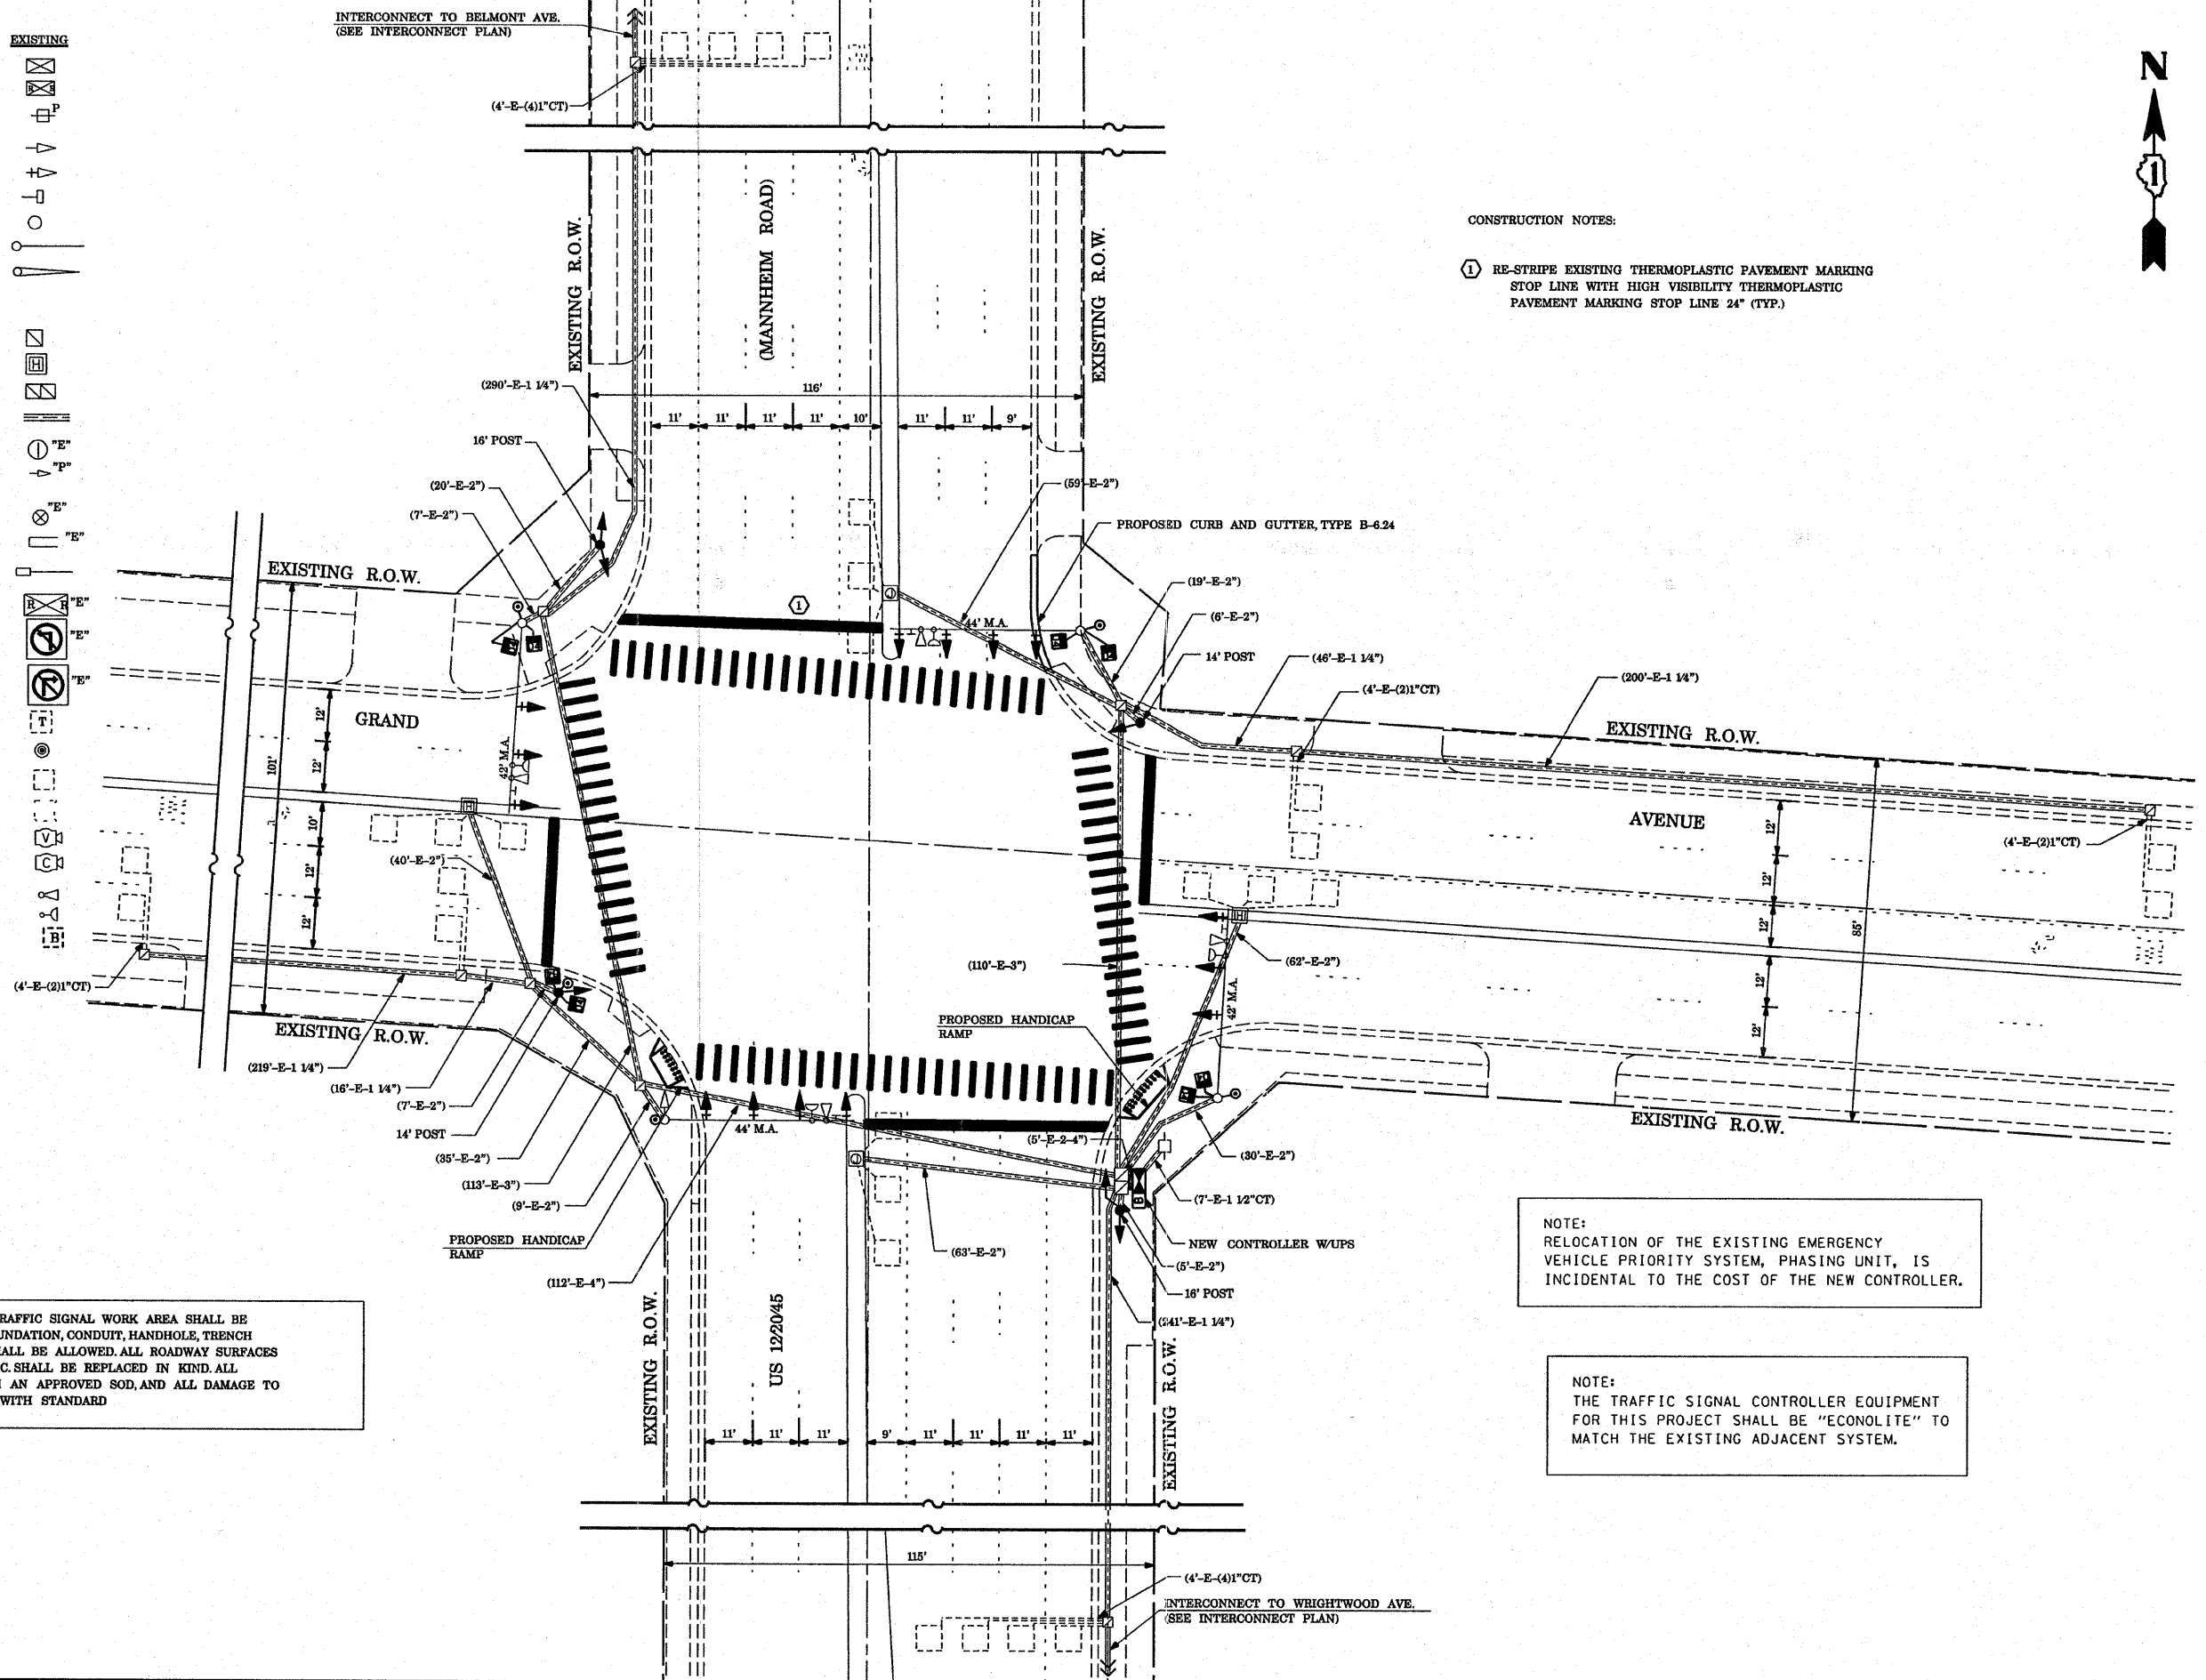 EXISTING
R R
P
H
"E"
"P"
"E"
"E"
R R "E"
"E"
"E"
T
V
C
B
INTERCONNECT TO BELMONT AVE.
(SEE INTERCONNECT PLAN)
(4'-E-(4)1"CT)
N
1
EXISTING R.O.W.
(MANNHEIM ROAD)
EXISTING R.O.W.
CONSTRUCTION NOTES:
1 RE-STRIPE EXISTING THERMOPLASTIC PAVEMENT MARKING
STOP LINE WITH HIGH VISIBILITY THERMOPLASTIC
PAVEMENT MARKING STOP LINE 24" (TYP.)
(290'-E-1 1/4")
116'
11' 11' 11' 11' 10' 11' 11' 9'
16' POST
(20'-E-2")
(7'-E-2")
(59'-E-2")
PROPOSED CURB AND GUTTER, TYPE B-6.24
(19'-E-2")
(6'-E-2")
14' POST
(46'-E-1 1/4")
(4'-E-(2)1"CT)
(200'-E-1 1/4")
EXISTING R.O.W.
1
44' M.A.
EXISTING R.O.W.
GRAND
42' M.A.
101'
12'
12'
10'
12'
12'
H
(40'-E-2")
AVENUE
12'
12'
12'
12'
12'
85'
(4'-E-(2)1"CT)
H
(62'-E-2")
(110'-E-3")
42' M.A.
(4'-E-(2)1"CT)
EXISTING R.O.W.
(219'-E-1 1/4")
(16'-E-1 1/4")
(7'-E-2")
14' POST
(35'-E-2")
(113'-E-3")
(9'-E-2")
PROPOSED HANDICAP
RAMP
(112'-E-4")
PROPOSED HANDICAP
RAMP
44' M.A.
(5'-E-2-4")
(63'-E-2")
(30'-E-2")
(7'-E-1 1/2"CT)
B
NEW CONTROLLER W/UPS
(5'-E-2")
16' POST
(241'-E-1 1/4")
EXISTING R.O.W.
NOTE:
RELOCATION OF THE EXISTING EMERGENCY
VEHICLE PRIORITY SYSTEM, PHASING UNIT, IS
INCIDENTAL TO THE COST OF THE NEW CONTROLLER.
NOTE:
THE TRAFFIC SIGNAL CONTROLLER EQUIPMENT
FOR THIS PROJECT SHALL BE "ECONOLITE" TO
MATCH THE EXISTING ADJACENT SYSTEM.
RAFFIC SIGNAL WORK AREA SHALL BE
UNDATION, CONDUIT, HANDHOLE, TRENCH
ALL BE ALLOWED. ALL ROADWAY SURFACES
C. SHALL BE REPLACED IN KIND. ALL
AN APPROVED SOD, AND ALL DAMAGE TO
WITH STANDARD
EXISTING R.O.W.
US 12/20/45
EXISTING R.O.W.
11' 11' 11' 9' 11' 11' 11' 11'
115'
(4'-E-(4)1"CT)
INTERCONNECT TO WRIGHTWOOD AVE.
(SEE INTERCONNECT PLAN)